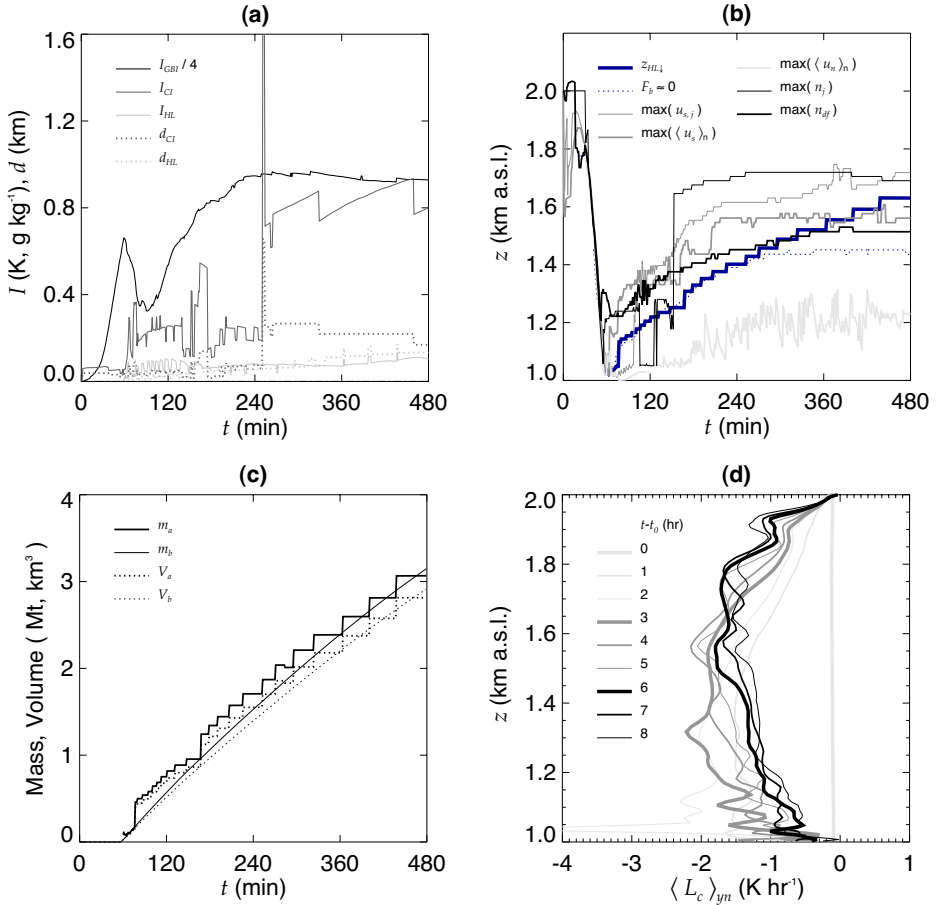 (a)
I (K, g kg⁻¹), d (km)
1.6
1.2
0.8
0.4
0.0
I_GBI / 4
I_CI
I_HL
d_CI
d_HL
0 120 240 360 480
t (min)
(b)
z (km a.s.l.)
2.0
1.8
1.6
1.4
1.2
1.0
z_HL↓
F_b ≃ 0
max( u_s,j )
max( ⟨ u_s ⟩_n )
max( ⟨ u_n ⟩_n )
max( n_j )
max( n_df )
0 120 240 360 480
t (min)
(c)
Mass, Volume ( Mt, km³)
4
3
2
1
0
m_a
m_b
V_a
V_b
0 120 240 360 480
t (min)
(d)
z (km a.s.l.)
2.0
1.8
1.6
1.4
1.2
1.0
t-t_0 (hr)
0
1
2
3
4
5
6
7
8
-4 -3 -2 -1 0 1
⟨ L_c ⟩_yn (K hr⁻¹)